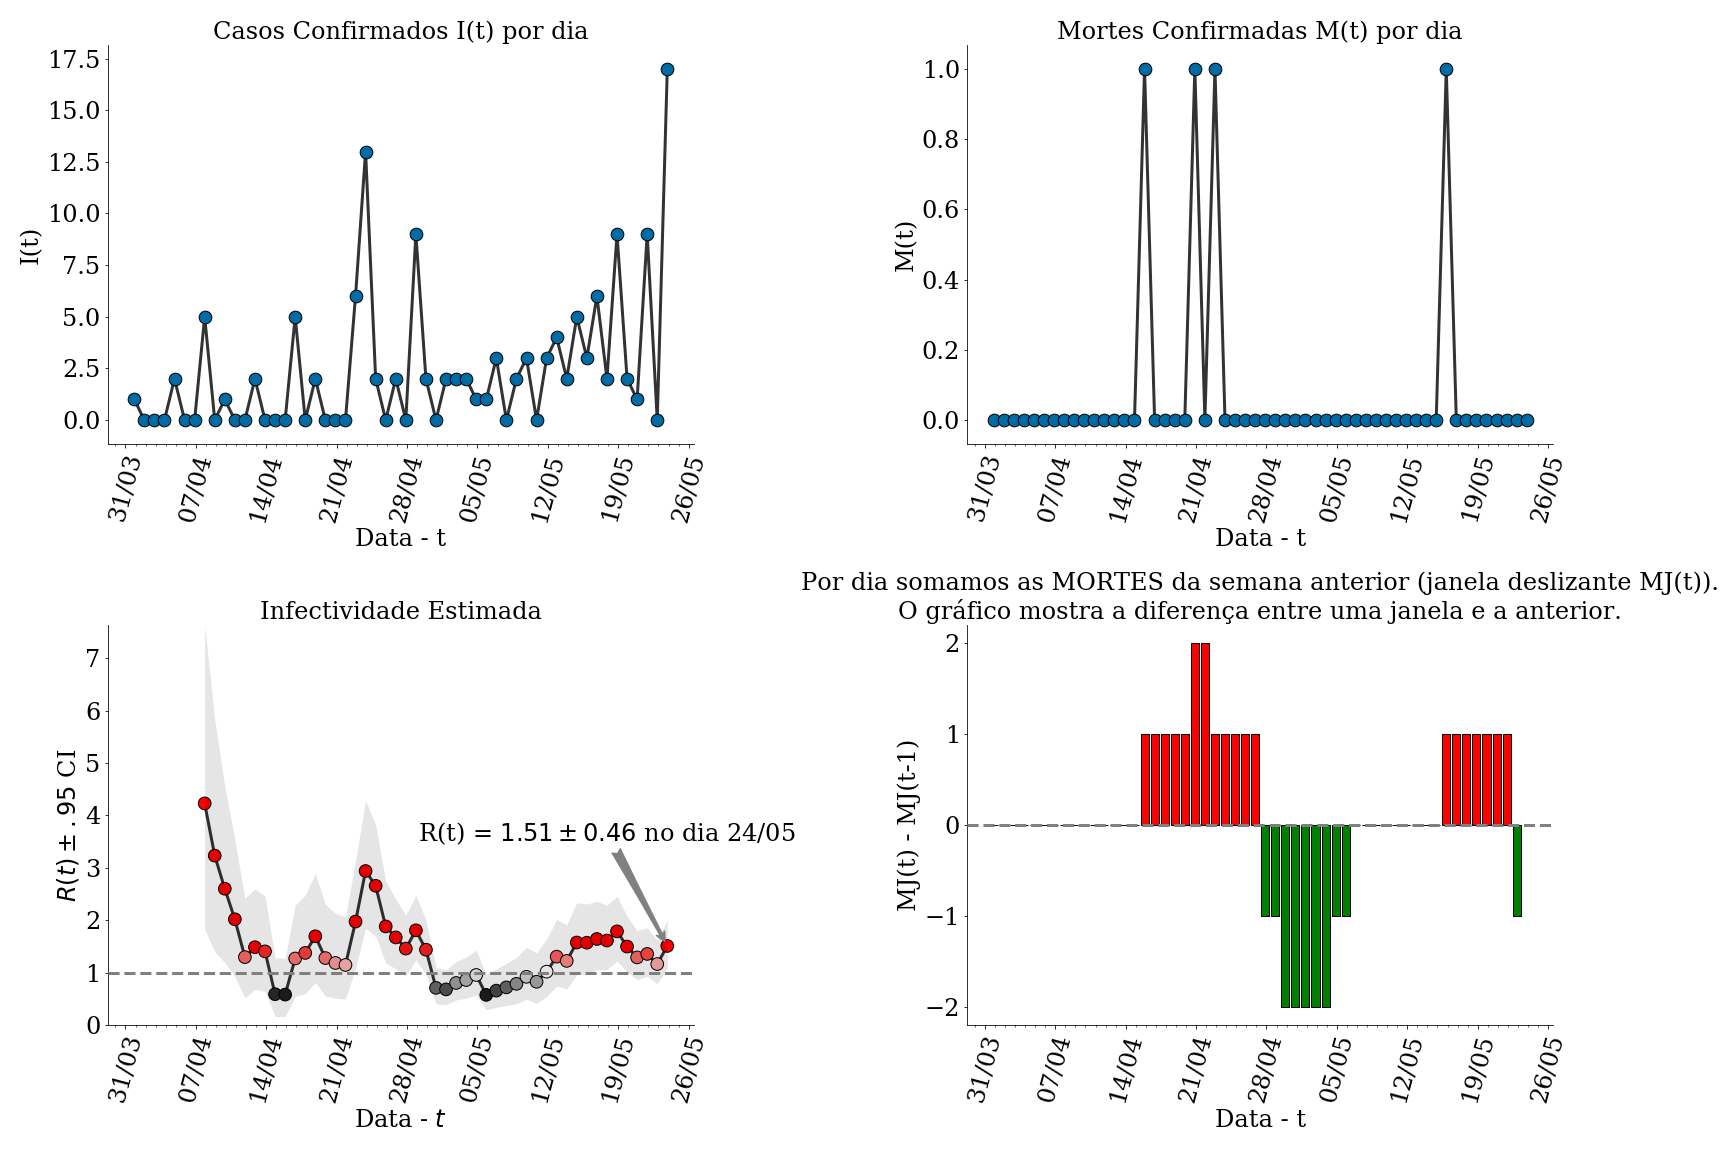 Casos Confirmados I(t) por dia
I(t)
17.5
15.0
12.5
10.0
7.5
5.0
2.5
0.0
31/03 07/04 14/04 21/04 28/04 05/05 12/05 19/05 26/05
Data - t
Mortes Confirmadas M(t) por dia
M(t)
1.0
0.8
0.6
0.4
0.2
0.0
31/03 07/04 14/04 21/04 28/04 05/05 12/05 19/05 26/05
Data - t
Infectividade Estimada
R(t) ± .95 CI
7
6
5
4
3
2
1
0
R(t) = 1.51 ± 0.46 no dia 24/05
31/03 07/04 14/04 21/04 28/04 05/05 12/05 19/05 26/05
Data - t
Por dia somamos as MORTES da semana anterior (janela deslizante MJ(t)).
O gráfico mostra a diferença entre uma janela e a anterior.
MJ(t) - MJ(t-1)
2
1
0
−1
−2
31/03 07/04 14/04 21/04 28/04 05/05 12/05 19/05 26/05
Data - t